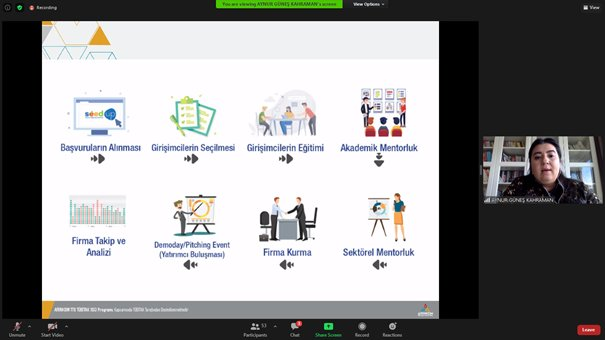 Recording
You are viewing AYNUR GÜNEŞ KAHRAMAN's screen
View Options
View
seed up
Başvuruların Alınması
Girişimcilerin Seçilmesi
Girişimcilerin Eğitimi
Akademik Mentorluk
Firma Takip ve
Analizi
Demoday/Pitching Event
(Yatırımcı Buluşması)
Firma Kurma
Sektörel Mentorluk
AYNUR GÜNEŞ KAHRAMAN
Unmute
Start Video
Participants
53
Chat
Share Screen
Record
Reactions
Leave